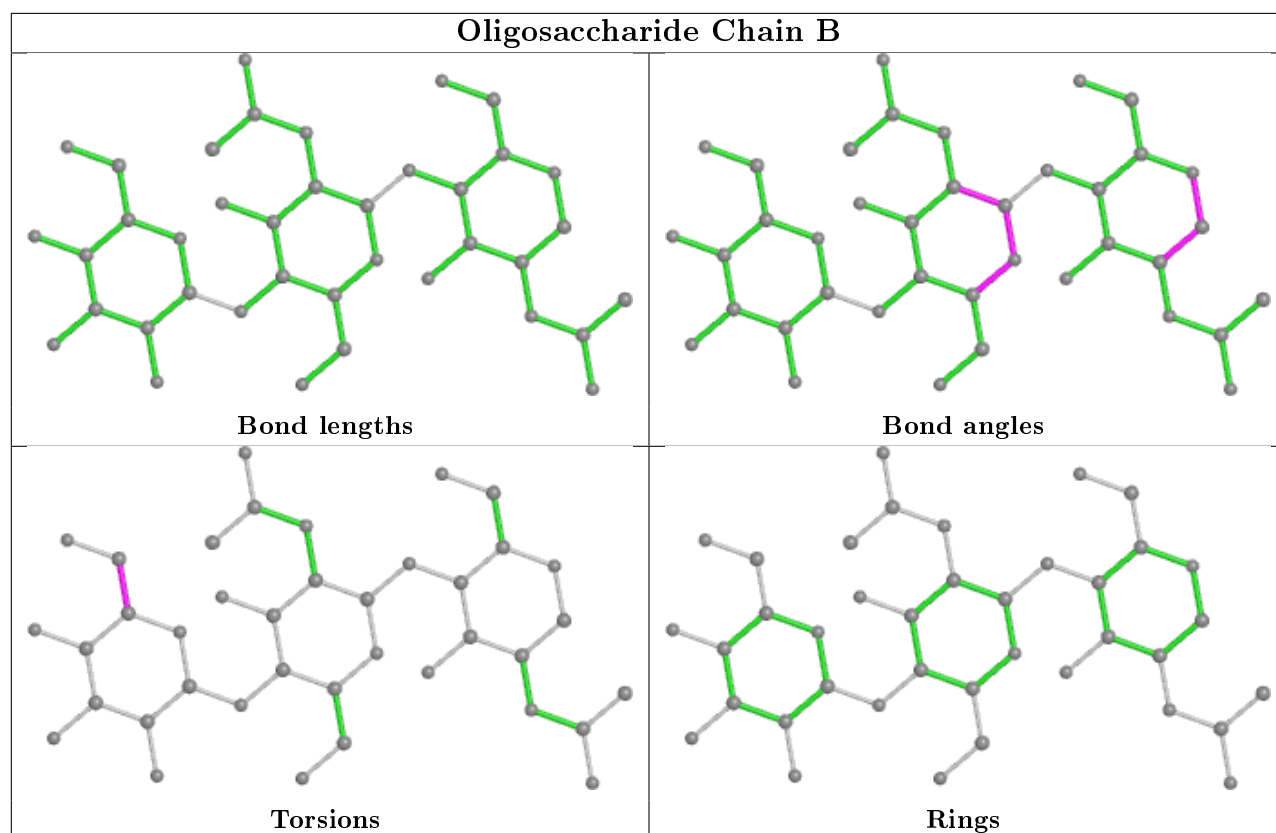 Oligosaccharide Chain B
Bond lengths
Bond angles
Torsions
Rings